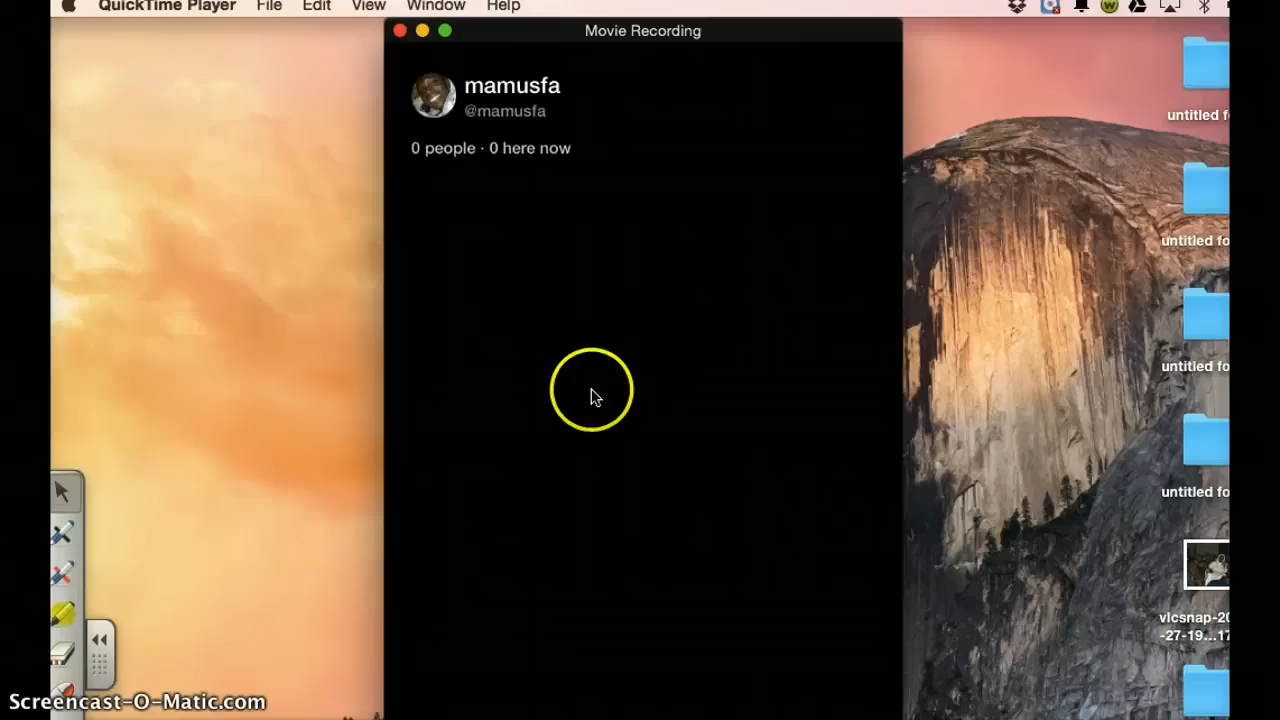 QuickTime Player File Edit View Window Help
Movie Recording
mamusfa
@mamusfa
0 people · 0 here now
untitled fo
untitled fo
untitled fo
untitled fo
vlcsnap-20
-27-19...17
Screencast-O-Matic.com